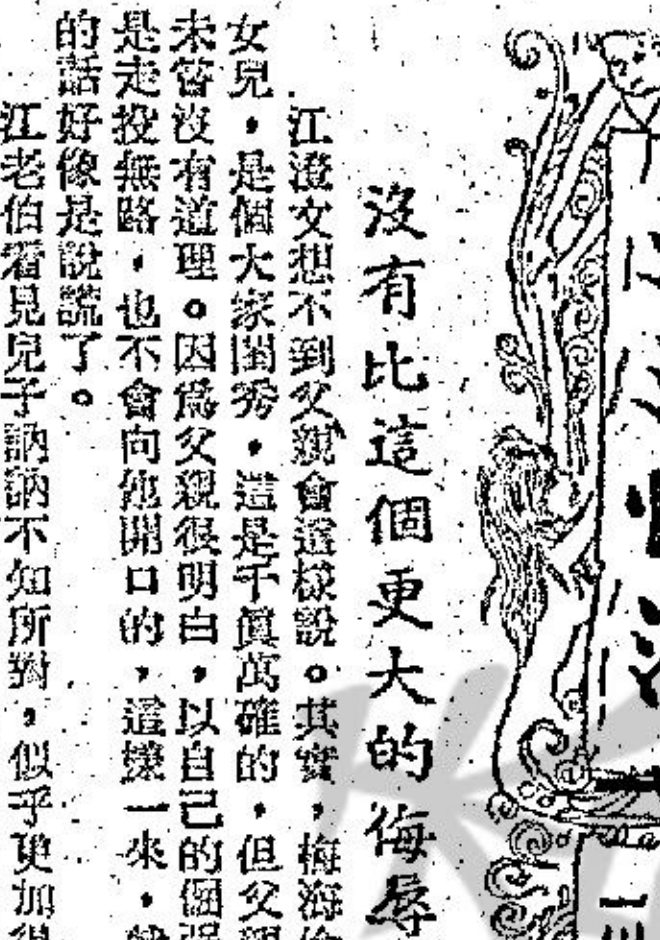 沒有比這個更大的侮辱
江澄文想不到父親會這樣說。其實，梅海
女兒，是個大家閨秀，這是千眞萬確的，但父親
未嘗沒有道理。因爲父親很明白，以自己的倔强
是走投無路，也不會向他開口的，這樣一來，
的話好像是說謊了。
江老伯看見兒子訥訥不知所對，似乎更加得